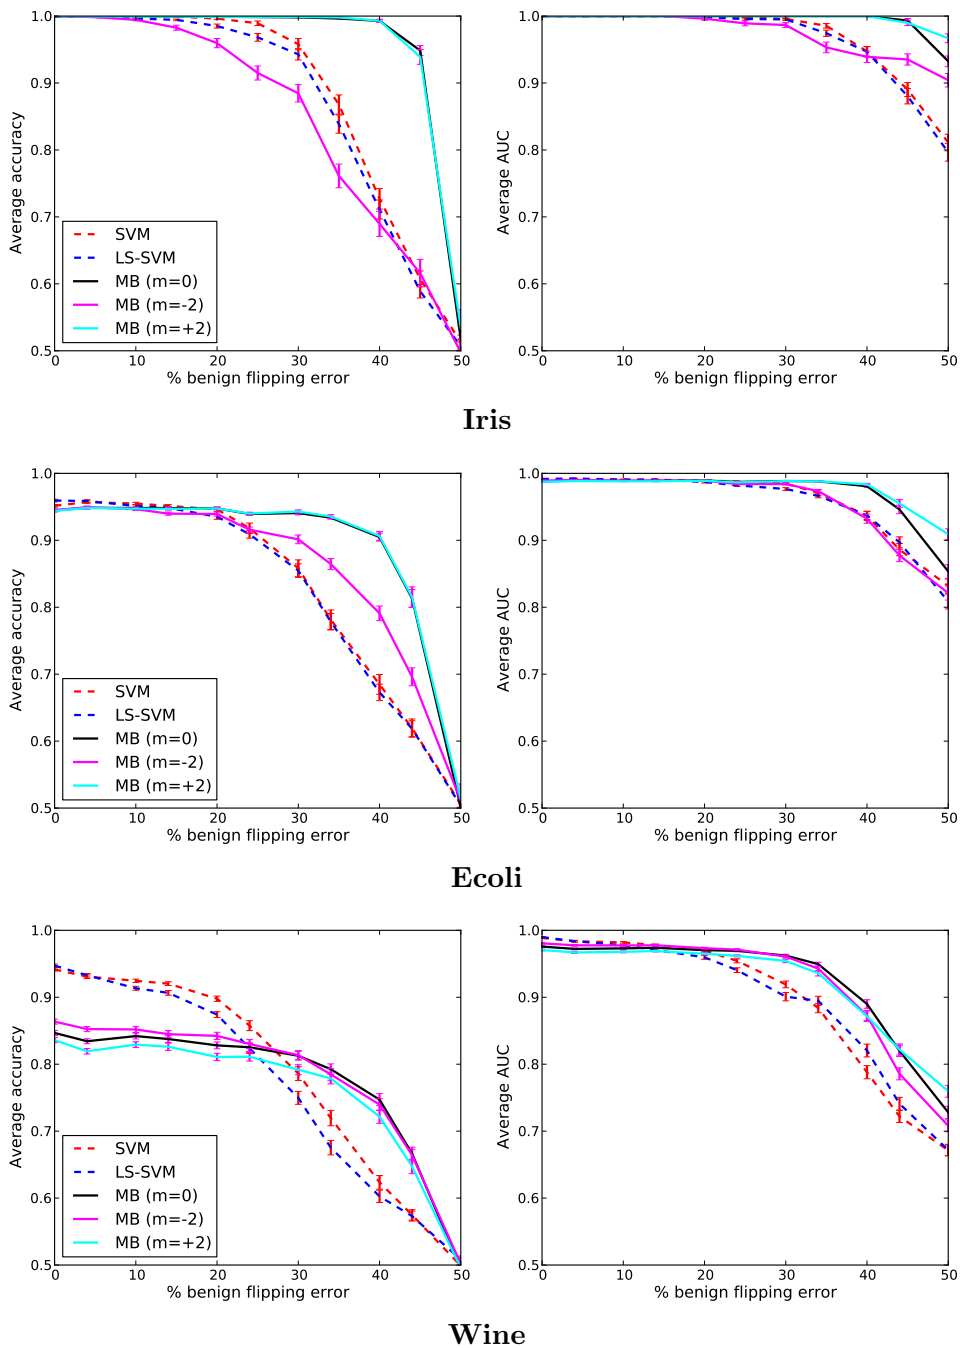 1.0
0.9
0.8
0.7
0.6
0.5
Average accuracy
SVM
LS-SVM
MB (m=0)
MB (m=-2)
MB (m=+2)
0 10 20 30 40 50
% benign flipping error
1.0
0.9
0.8
0.7
0.6
0.5
Average AUC
0 10 20 30 40 50
% benign flipping error
Iris
1.0
0.9
0.8
0.7
0.6
0.5
Average accuracy
SVM
LS-SVM
MB (m=0)
MB (m=-2)
MB (m=+2)
0 10 20 30 40 50
% benign flipping error
1.0
0.9
0.8
0.7
0.6
0.5
Average AUC
0 10 20 30 40 50
% benign flipping error
Ecoli
1.0
0.9
0.8
0.7
0.6
0.5
Average accuracy
SVM
LS-SVM
MB (m=0)
MB (m=-2)
MB (m=+2)
0 10 20 30 40 50
% benign flipping error
1.0
0.9
0.8
0.7
0.6
0.5
Average AUC
0 10 20 30 40 50
% benign flipping error
Wine